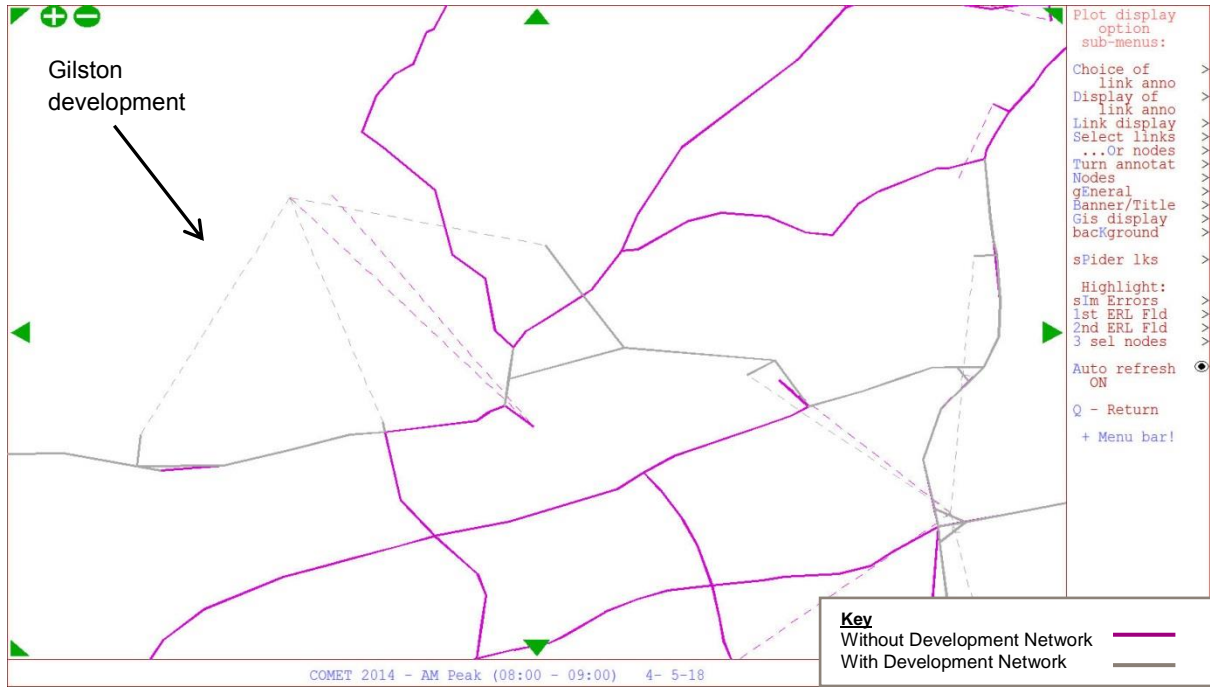 Gilston
development
Plot display
option
sub-menus:
Choice of >
link anno
Display of >
link anno
Link display >
Select links >
...Or nodes >
Turn annotat >
Nodes >
gEneral >
Banner/Title >
Gis display >
bacKground >
sPider lks >
Highlight:
sIm Errors >
1st ERL Fld >
2nd ERL Fld >
3 sel nodes >
Auto refresh
ON
Q - Return
+ Menu bar!
Key
Without Development Network
With Development Network
COMET 2014 - AM Peak (08:00 - 09:00) 4- 5-18